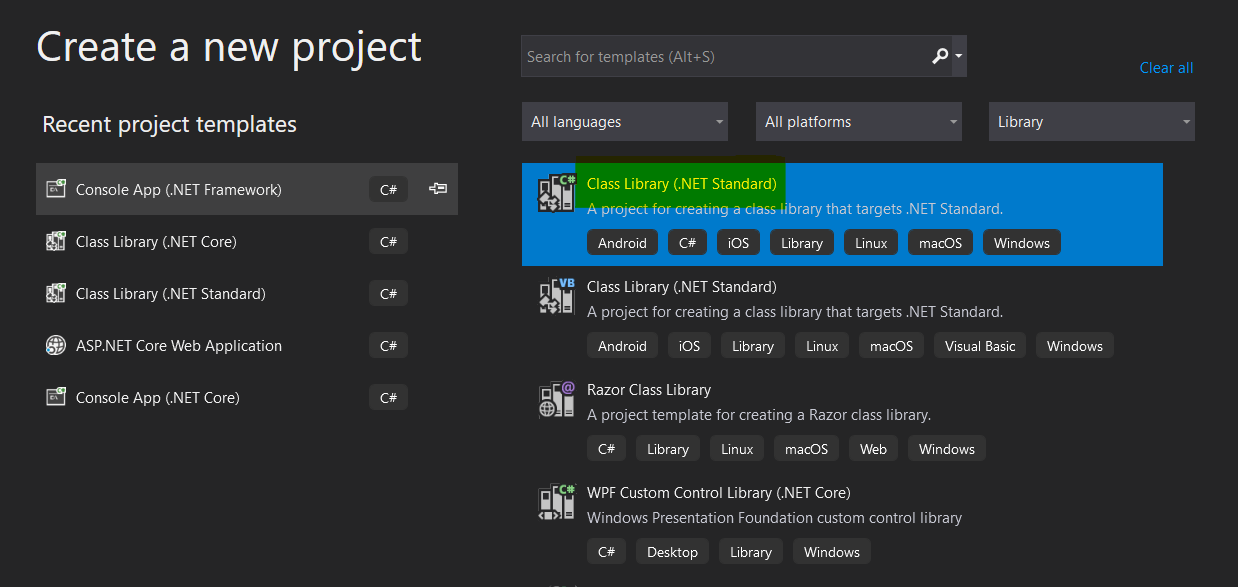 Create a new project
Search for templates (Alt+S)
Clear all
All languages
All platforms
Library
Recent project templates
Console App (.NET Framework) C#
Class Library (.NET Core) C#
Class Library (.NET Standard) C#
ASP.NET Core Web Application C#
Console App (.NET Core) C#
C#
Class Library (.NET Standard)
A project for creating a class library that targets .NET Standard.
Android C# iOS Library Linux macOS Windows
VB
Class Library (.NET Standard)
A project for creating a class library that targets .NET Standard.
Android iOS Library Linux macOS Visual Basic Windows
@
Razor Class Library
A project template for creating a Razor class library.
C# Library Linux macOS Web Windows
C#
WPF Custom Control Library (.NET Core)
Windows Presentation Foundation custom control library
C# Desktop Library Windows